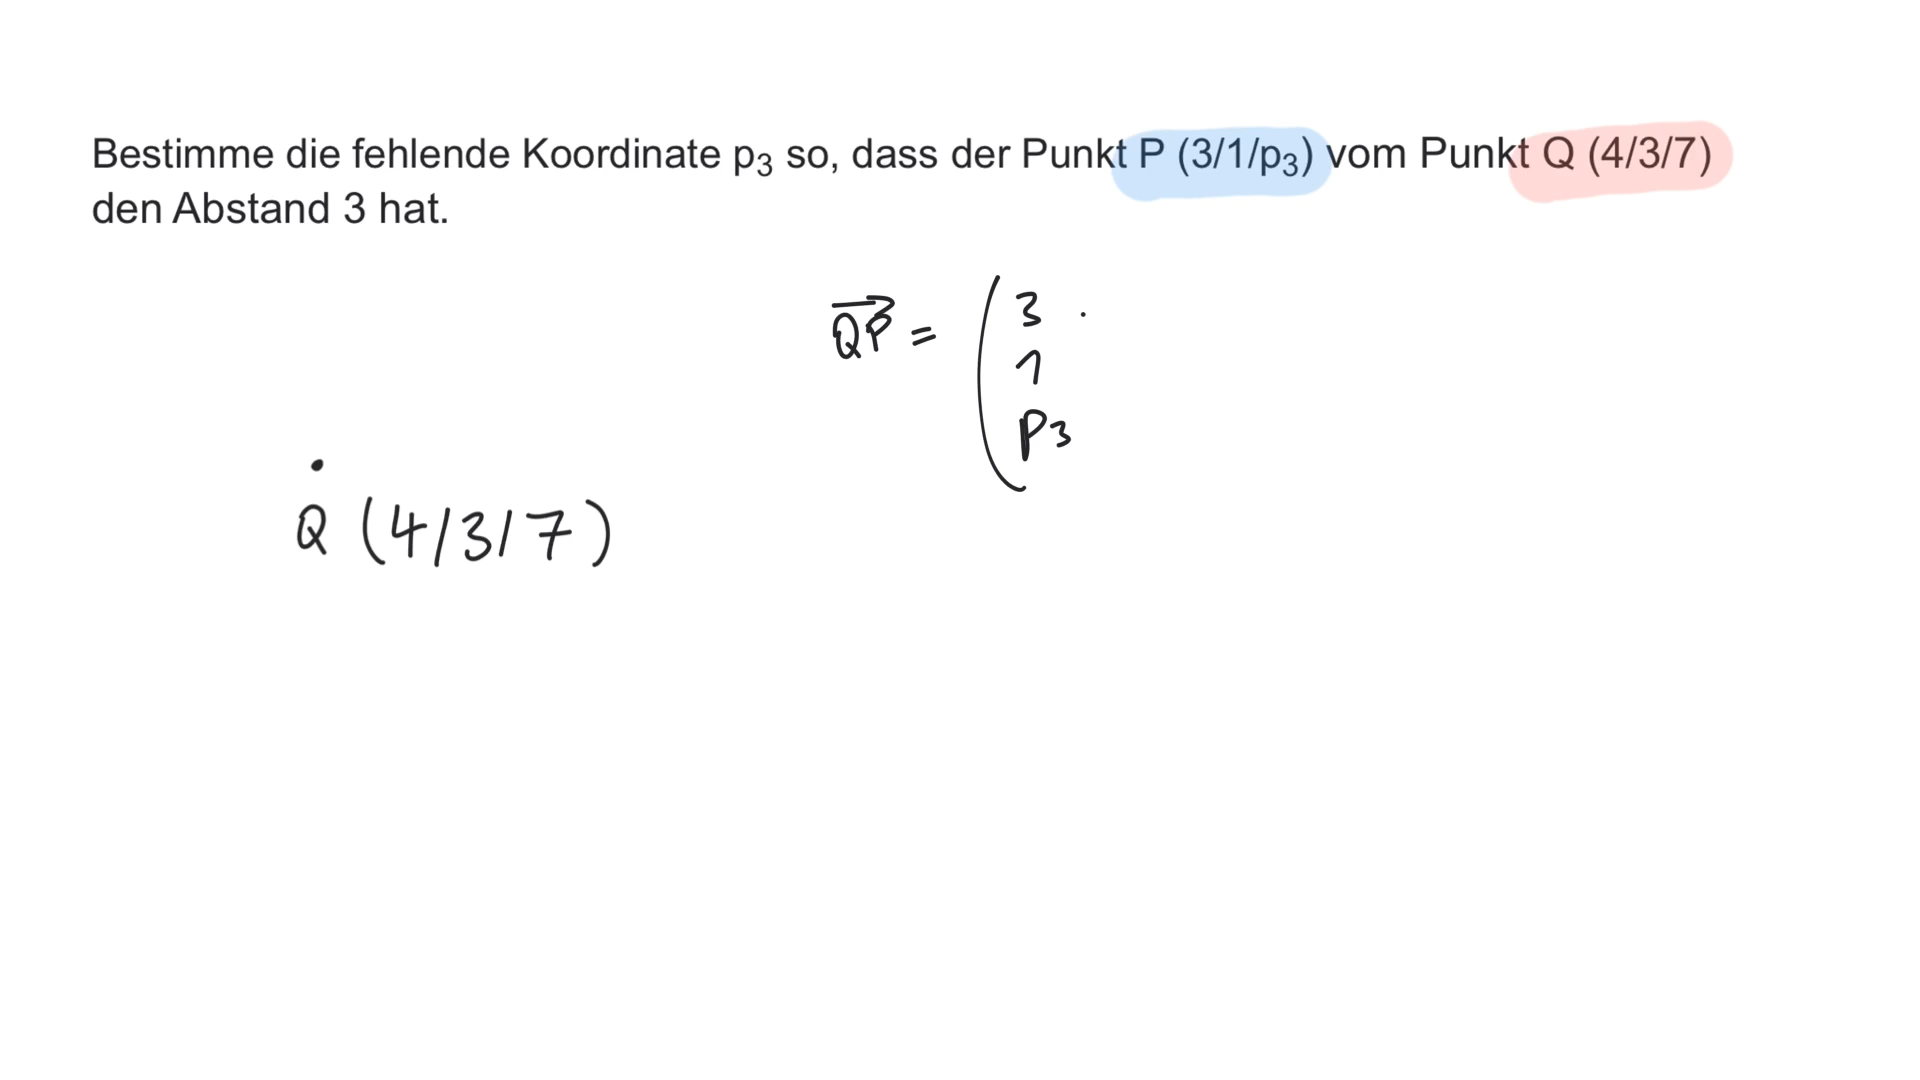 Bestimme die fehlende Koordinate p₃ so, dass der Punkt P (3/1/p₃) vom Punkt Q (4/3/7)
den Abstand 3 hat.
QP = ( 3 ·
1
p3
Q (4/3/7)